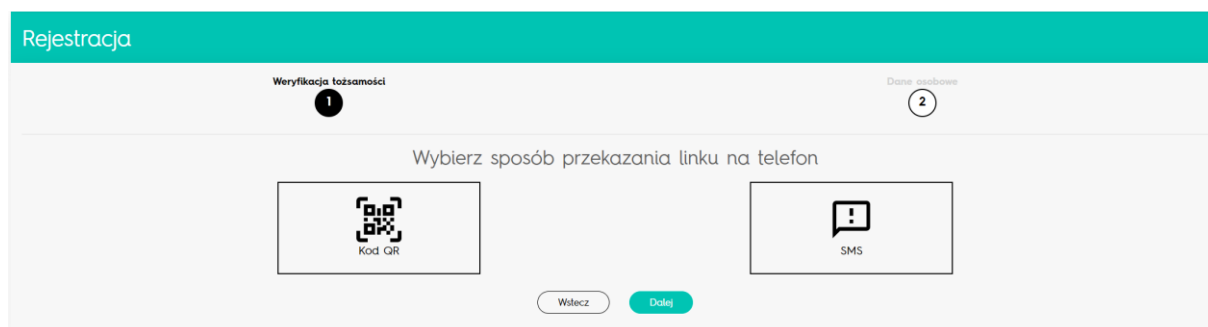 Rejestracja
Weryfikacja tożsamości
1
Dane osobowe
2
Wybierz sposób przekazania linku na telefon
Kod QR
SMS
Wstecz
Dalej